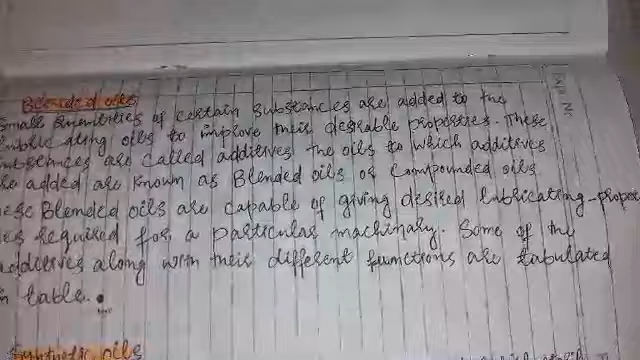 Blended oils
Small Quantities of certain substances are added to the
lubricating oils to improve their desirable properties. These
substances are called additives the oils to which additives
are added are known as Blended oils or Compounded oils
These Blended oils are capable of giving desired lubricating-proper
ties required for a particular machinary. Some of the
additives along with their different functions are tabulated
in table.
Synthetic oils